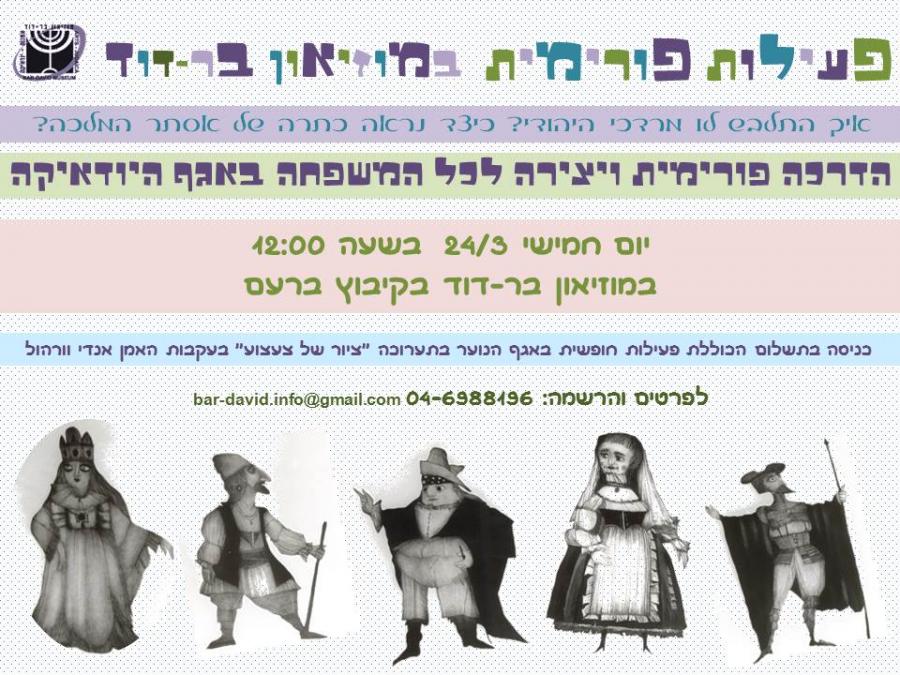 פעילות פורימית במוזיאון בר-דוד
איך התלבש לו מרדכי היהודי? כיצד נראה כתרה של אסתר המלכה?
הדרכה פורימית ויצירה לכל המשפחה באגף היודאיקה
יום חמישי 24/3 בשעה 12:00
במוזיאון בר-דוד בקיבוץ ברעם
כניסה בתשלום הכוללת פעילות חופשית באגף הנוער בתערוכה "ציור של צעצוע" בעקבות האמן אנדי וורהול
לפרטים והרשמה: 04-6988196 bar-david.info@gmail.com